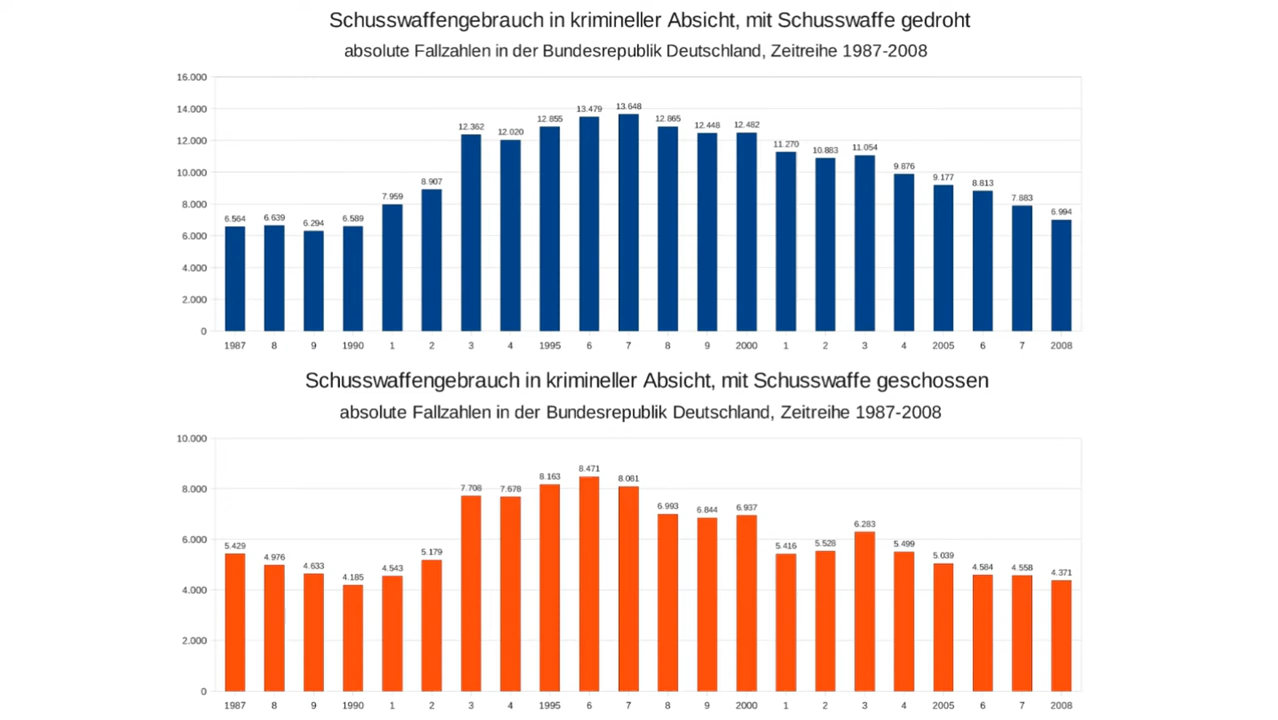 Schusswaffengebrauch in krimineller Absicht, mit Schusswaffe gedroht
absolute Fallzahlen in der Bundesrepublik Deutschland, Zeitreihe 1987-2008
16.000
14.000
12.000
10.000
8.000
6.000
4.000
2.000
0
6.564 6.639 6.294 6.589 7.959 8.907 12.362 12.020 12.855 13.479 13.648 12.865 12.448 12.482 11.270 10.883 11.054 9.876 9.177 8.813 7.883 6.994
1987 8 9 1990 1 2 3 4 1995 6 7 8 9 2000 1 2 3 4 2005 6 7 2008
Schusswaffengebrauch in krimineller Absicht, mit Schusswaffe geschossen
absolute Fallzahlen in der Bundesrepublik Deutschland, Zeitreihe 1987-2008
10.000
8.000
6.000
4.000
2.000
0
5.429 4.976 4.633 4.185 4.543 5.179 7.708 7.678 8.163 8.471 8.061 6.993 6.844 6.937 5.416 5.528 6.283 5.499 5.039 4.584 4.558 4.371
1987 8 9 1990 1 2 3 4 1995 6 7 8 9 2000 1 2 3 4 2005 6 7 2008